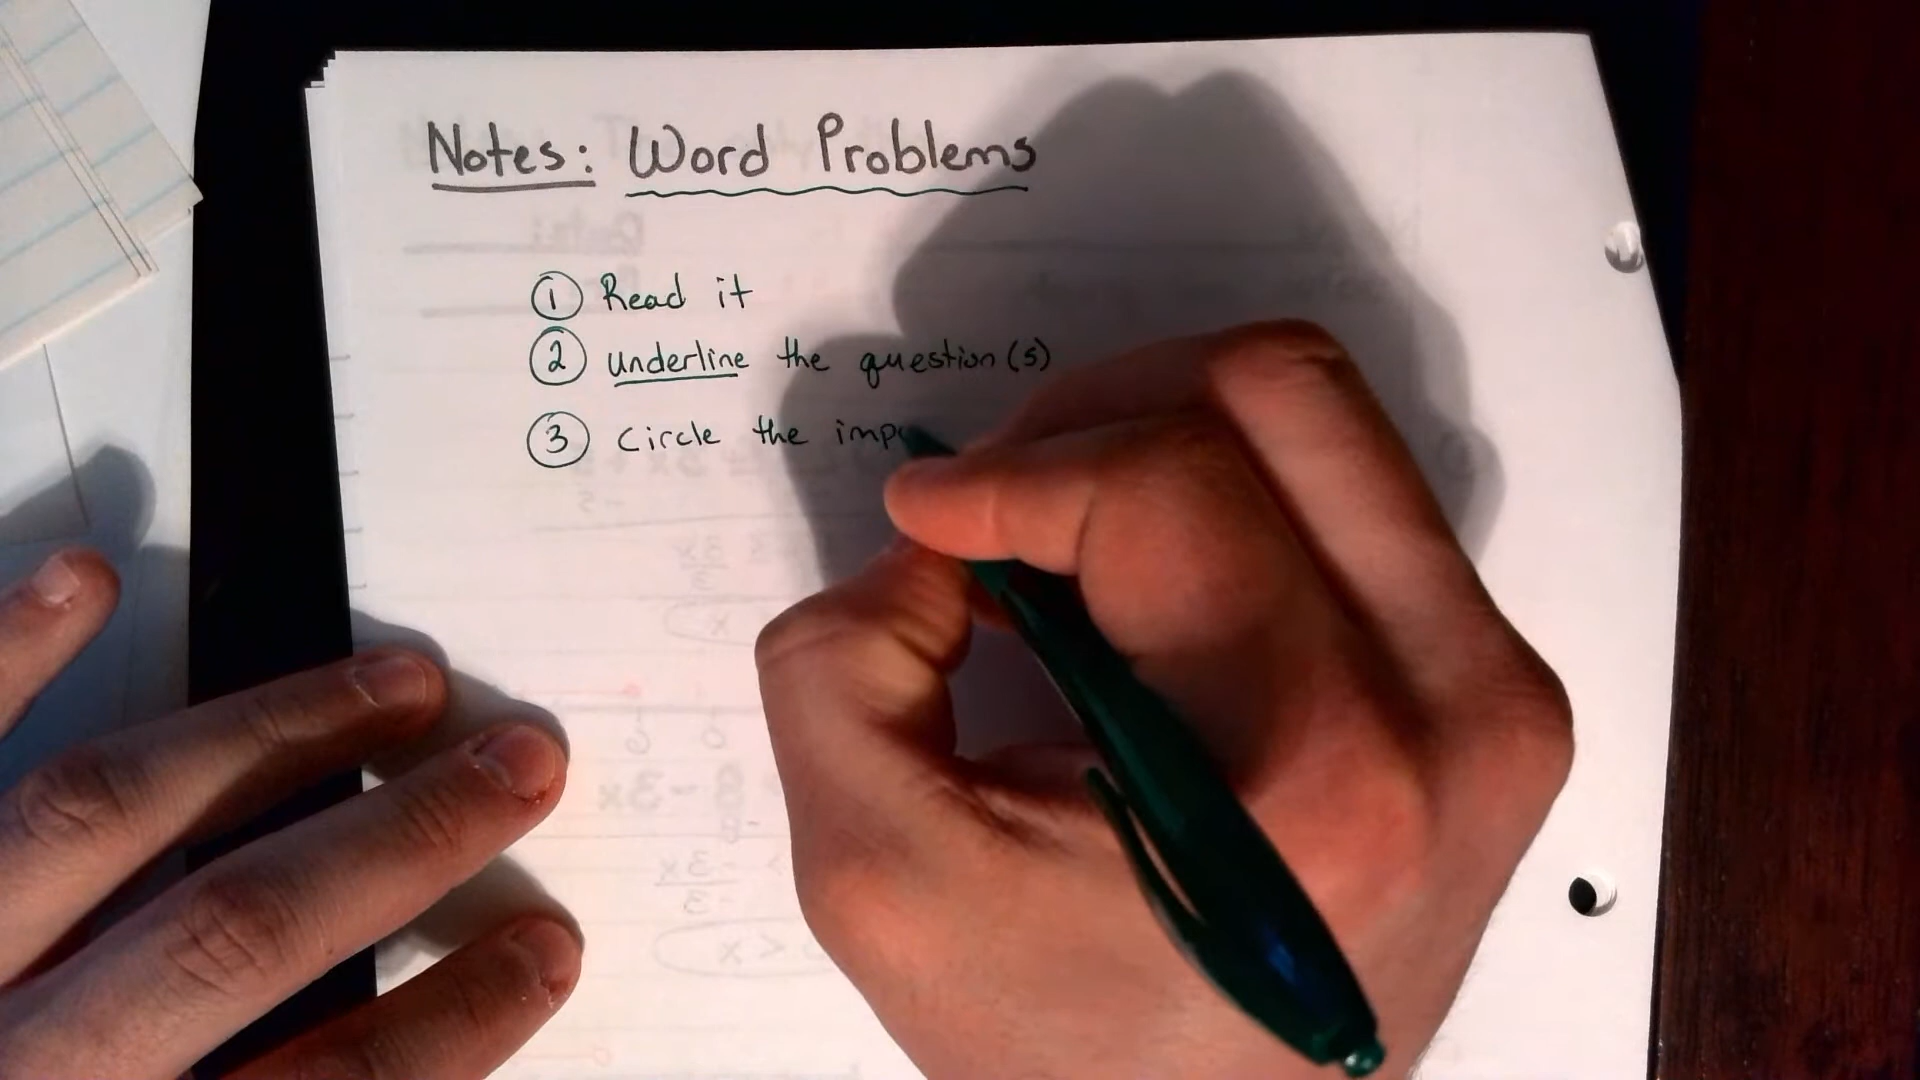 Notes: Word Problems
① Read it
② underline the question(s)
③ Circle the imp